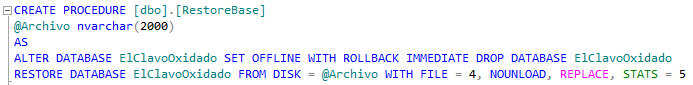 CREATE PROCEDURE [dbo].[RestoreBase]
@Archivo nvarchar(2000)
AS
ALTER DATABASE ElClavoOxidado SET OFFLINE WITH ROLLBACK IMMEDIATE DROP DATABASE ElClavoOxidado
RESTORE DATABASE ElClavoOxidado FROM DISK = @Archivo WITH FILE = 4, NOUNLOAD, REPLACE, STATS = 5